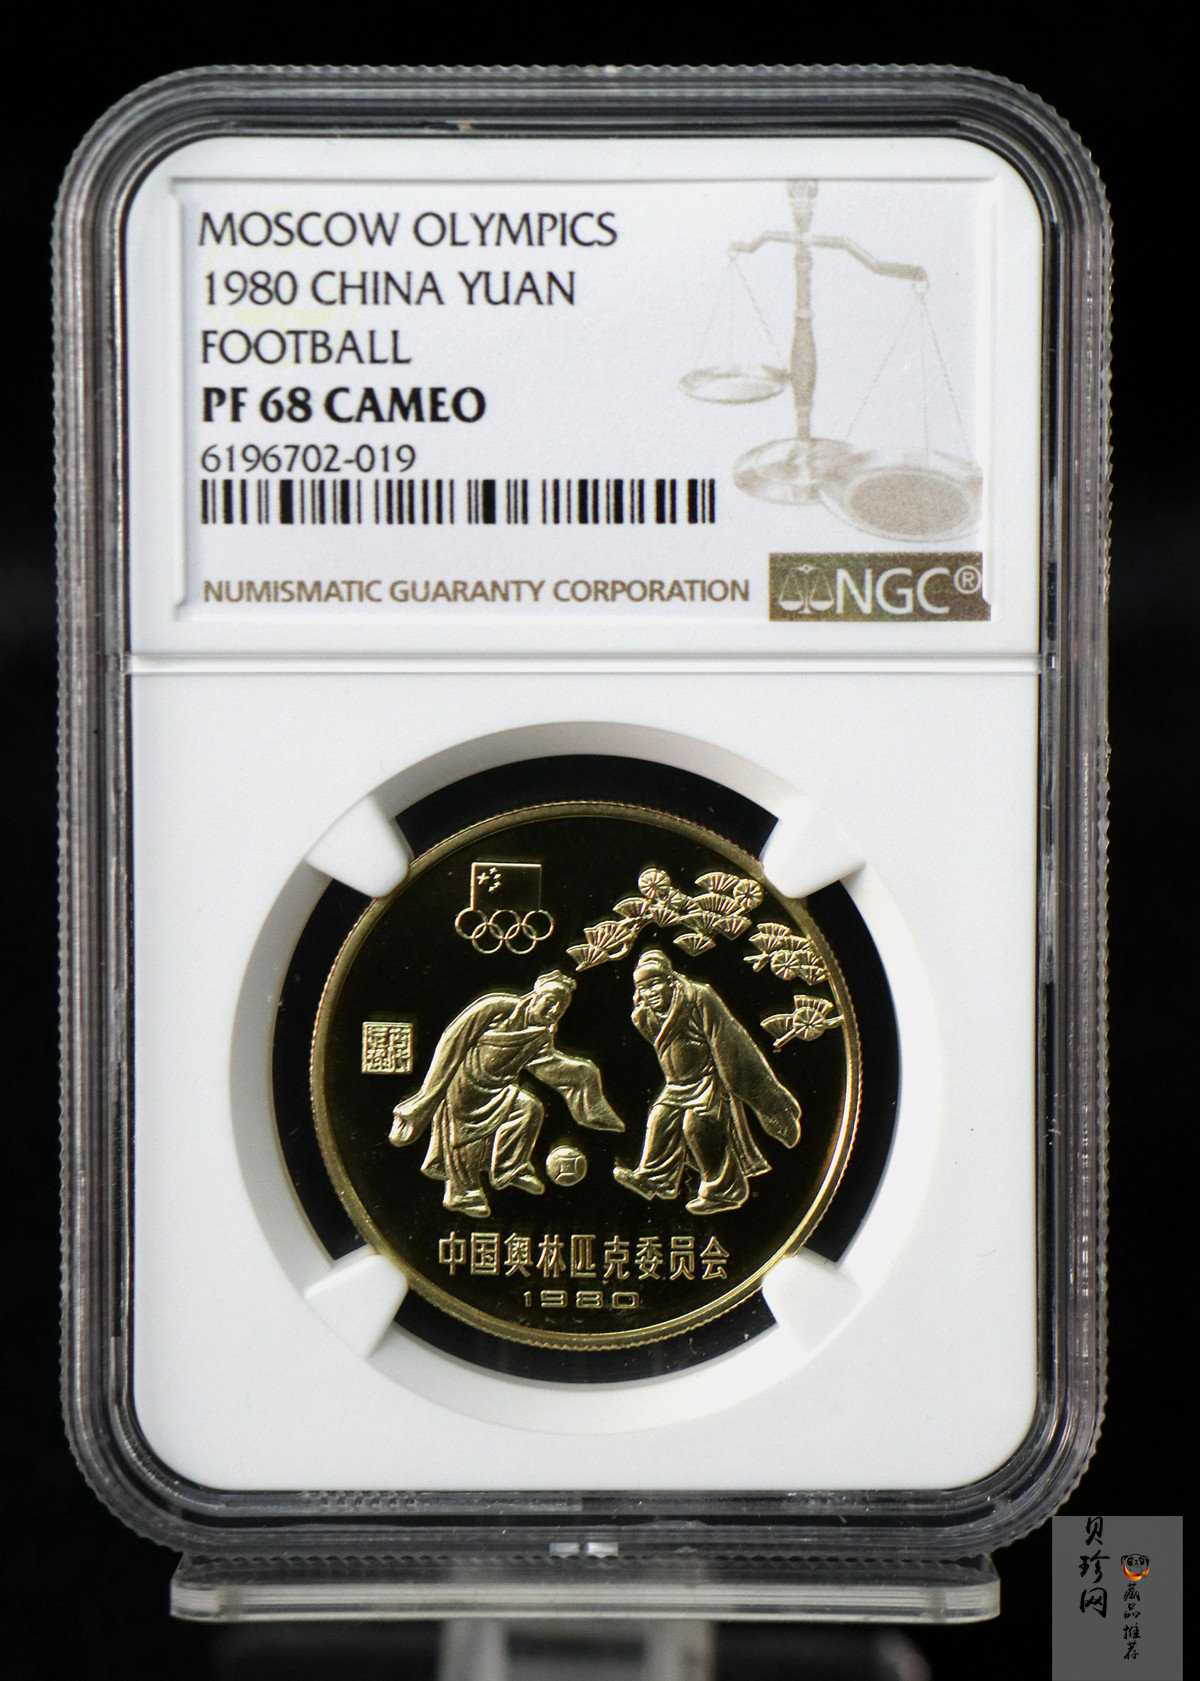 MOSCOW OLYMPICS
1980 CHINA YUAN
FOOTBALL
PF 68 CAMEO
6196702-019
NUMISMATIC GUARANTY CORPORATION
NGC®
中国奥林匹克委员会
1980
贝珍网
藏品推荐